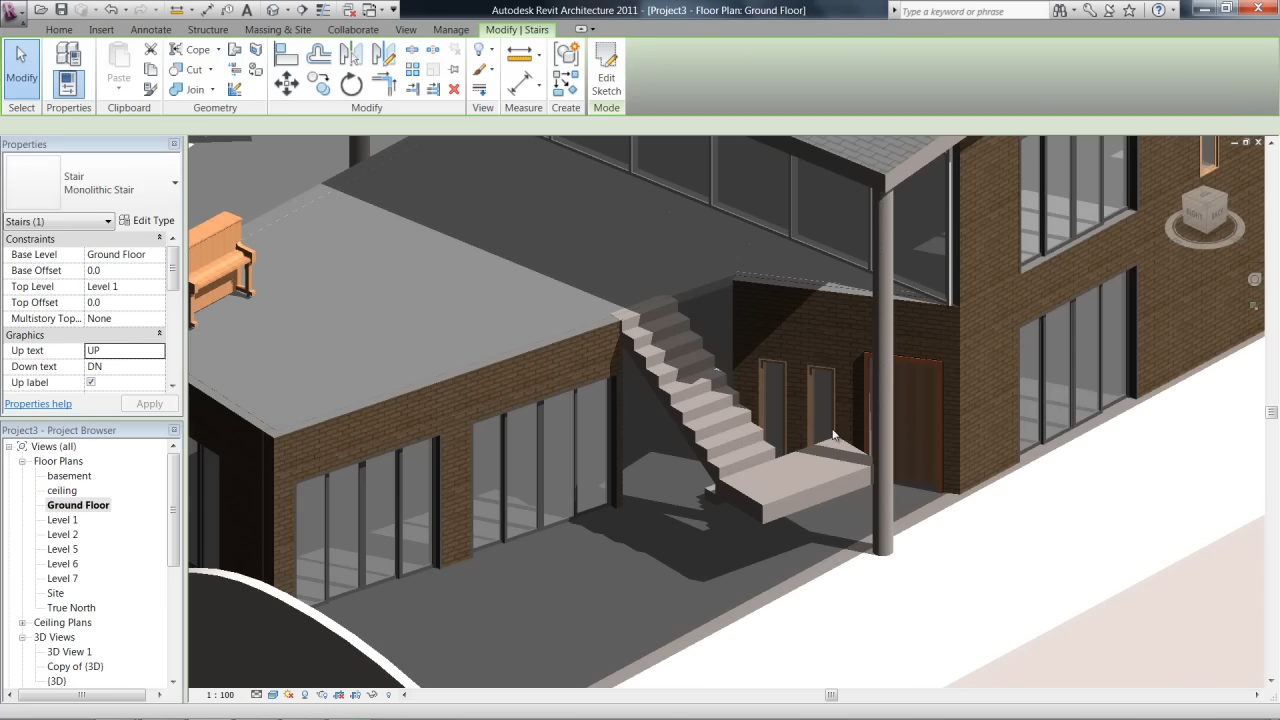 Autodesk Revit Architecture 2011 - [Project3 - Floor Plan: Ground Floor]
Type a keyword or phrase
Home Insert Annotate Structure Massing & Site Collaborate View Manage Modify | Stairs
Modify
Paste
Cope
Cut
Join
Edit
Sketch
Select Properties Clipboard Geometry Modify View Measure Create Mode
Properties
Stair
Monolithic Stair
Stairs (1) Edit Type
Constraints
Base Level Ground Floor
Base Offset 0.0
Top Level Level 1
Top Offset 0.0
Multistory Top... None
Graphics
Up text UP
Down text DN
Up label
Properties help Apply
Project3 - Project Browser
Views (all)
Floor Plans
basement
ceiling
Ground Floor
Level 1
Level 2
Level 5
Level 6
Level 7
Site
True North
Ceiling Plans
3D Views
3D View 1
Copy of {3D}
{3D}
1 : 100